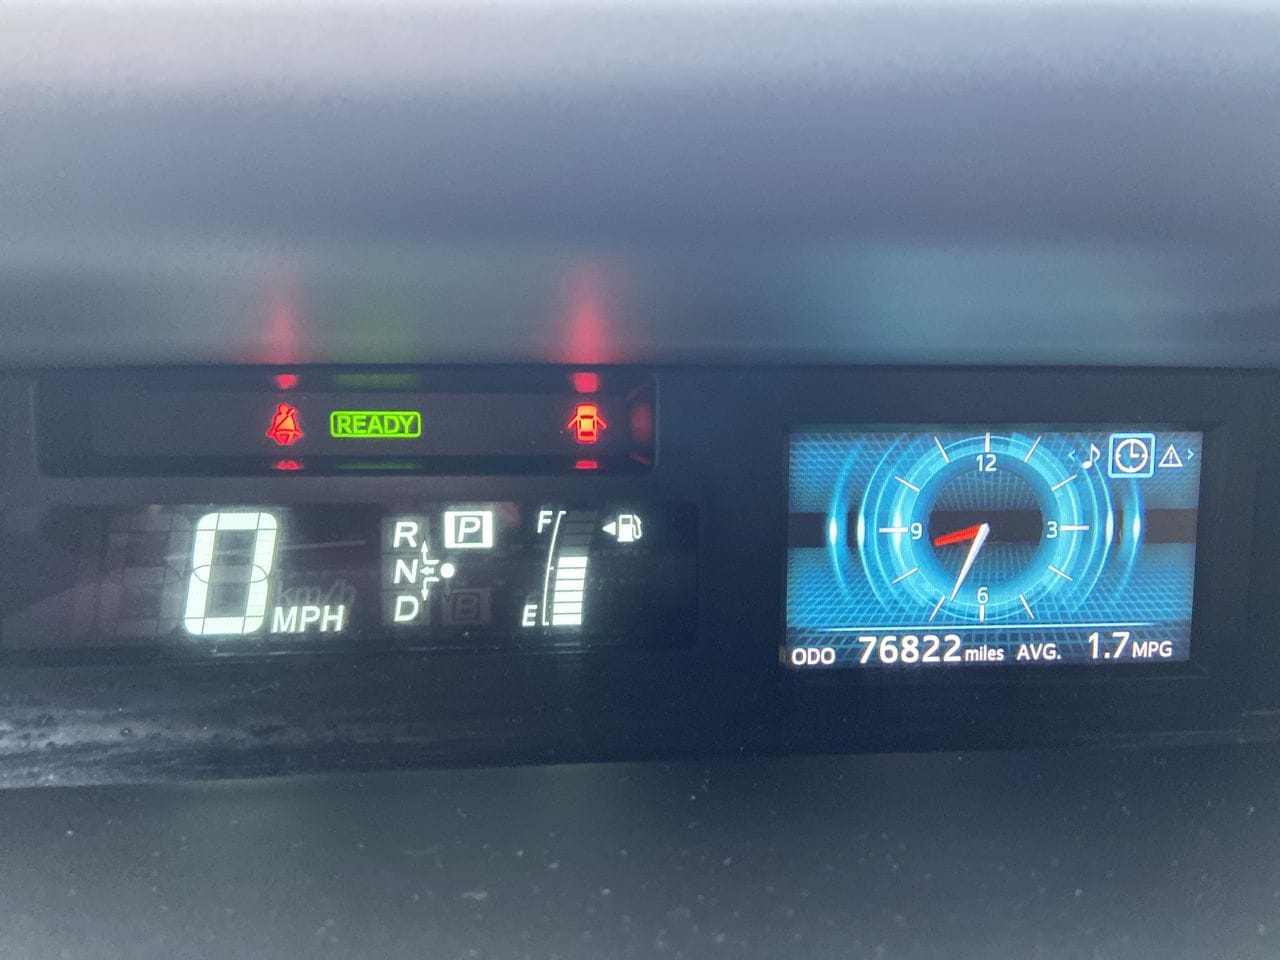 READY
0 MPH
km/h
R P
N
D B
F
E
12
9 3
6
ODO 76822 miles AVG. 1.7 MPG